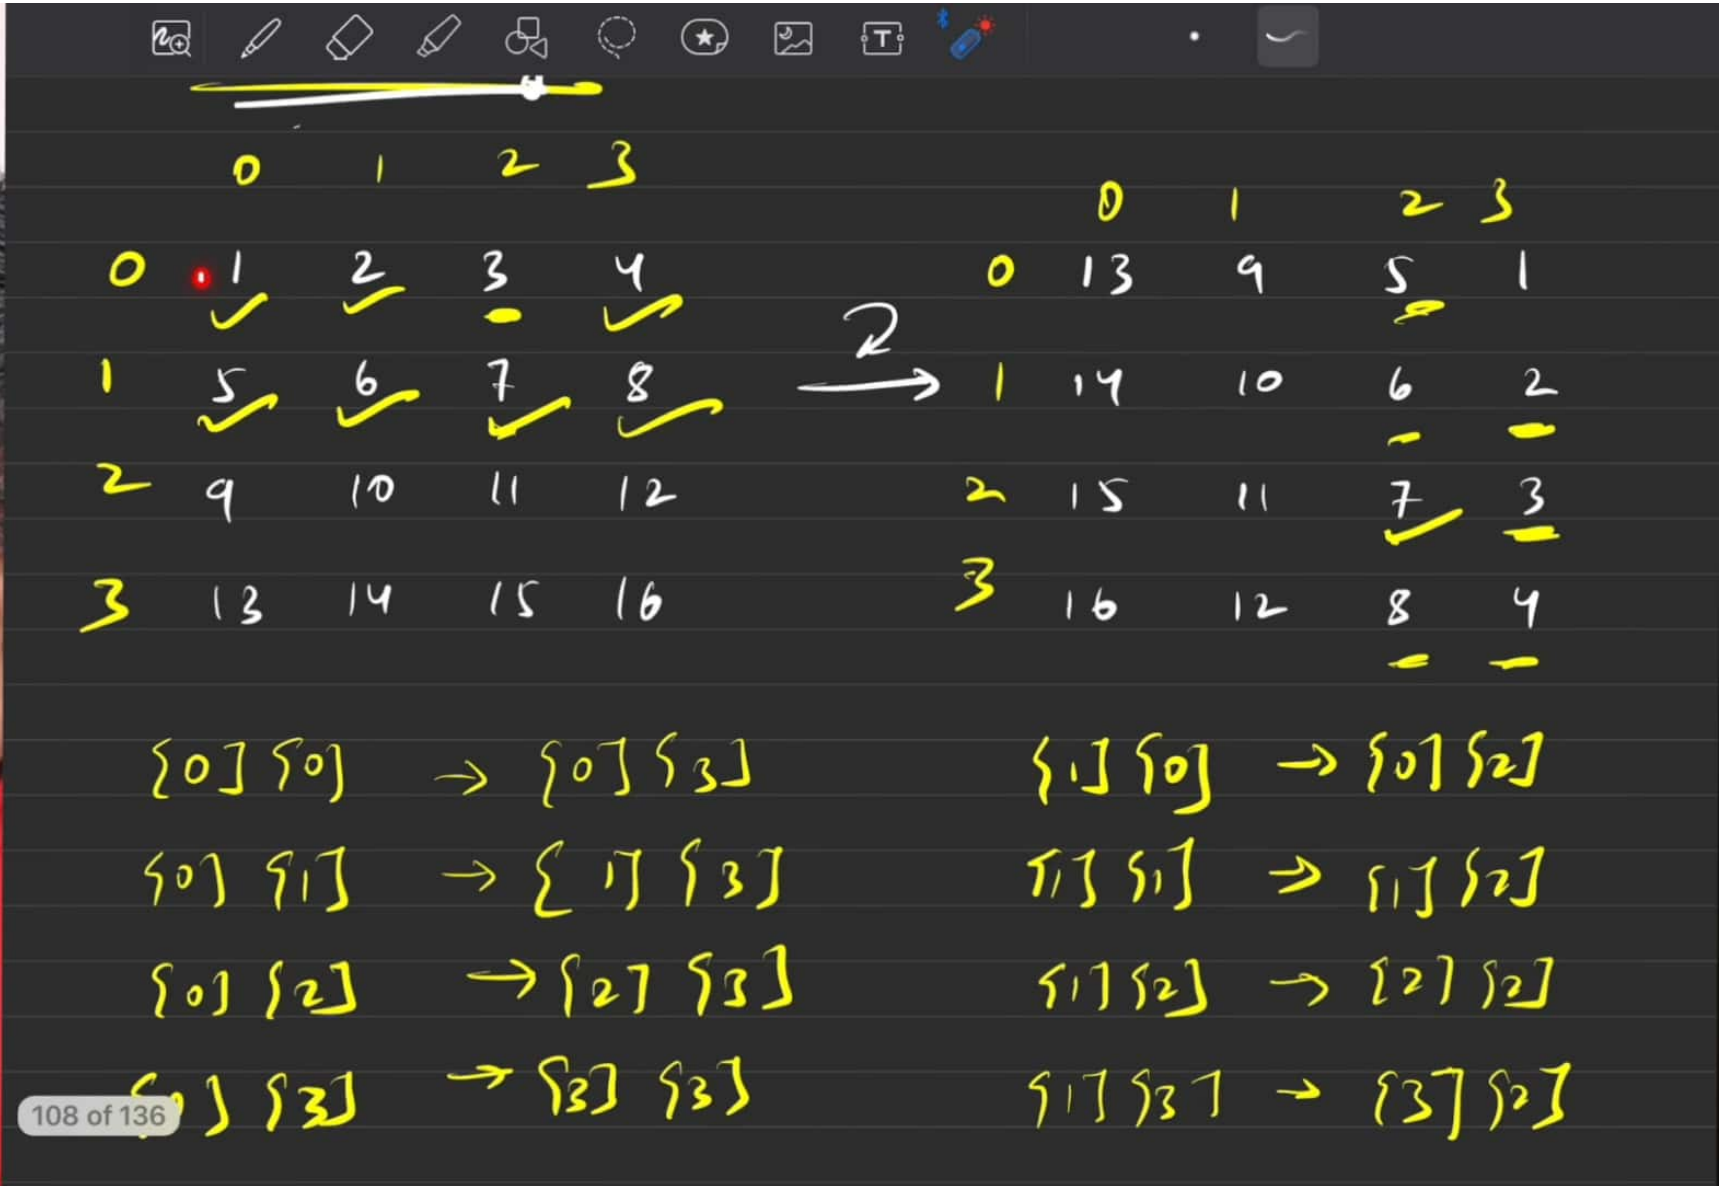 0 1 2 3
0 1 2 3
0 1 2 3 4
0 13 9 5 1
1 5 6 7 8
1 14 10 6 2
2 9 10 11 12
2 15 11 7 3
3 13 14 15 16
3 16 12 8 4
[0][0] → [0][3]
[1][0] → [0][2]
[0][1] → [1][3]
[1][1] → [1][2]
[0][2] → [2][3]
[1][2] → [2][2]
[0][3] → [3][3]
[1][3] → [3][2]
108 of 136